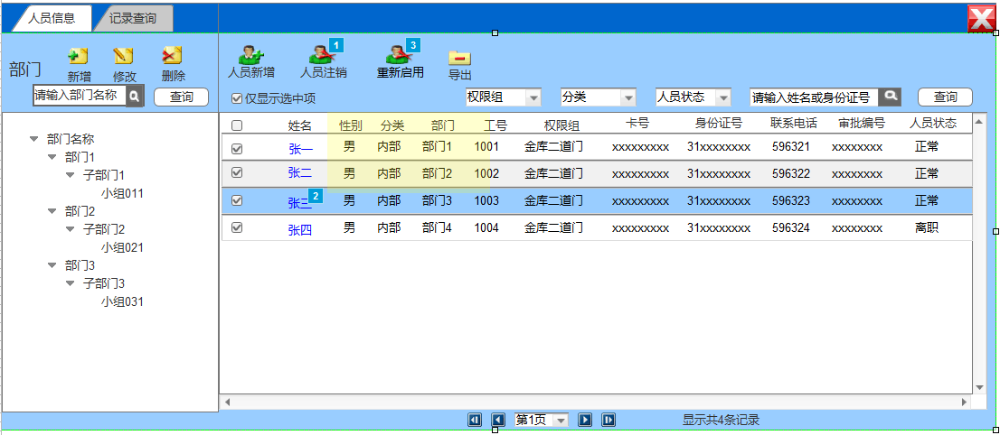 人员信息 记录查询
部门 新增 修改 删除
请输入部门名称 查询
人员新增 人员注销 1 重新启用 3 导出
仅显示选中项 权限组 分类 人员状态 请输入姓名或身份证号 查询
部门名称
部门1
子部门1
小组011
部门2
子部门2
小组021
部门3
子部门3
小组031
姓名 性别 分类 部门 工号 权限组 卡号 身份证号 联系电话 审批编号 人员状态
张一 男 内部 部门1 1001 金库二道门 xxxxxxxxx 31xxxxxxxx 596321 xxxxxxxx 正常
张二 男 内部 部门2 1002 金库二道门 xxxxxxxxx 31xxxxxxxx 596322 xxxxxxxx 正常
张三 2 男 内部 部门3 1003 金库二道门 xxxxxxxxx 31xxxxxxxx 596323 xxxxxxxx 正常
张四 男 内部 部门4 1004 金库二道门 xxxxxxxxx 31xxxxxxxx 596324 xxxxxxxx 离职
第1页 显示共4条记录